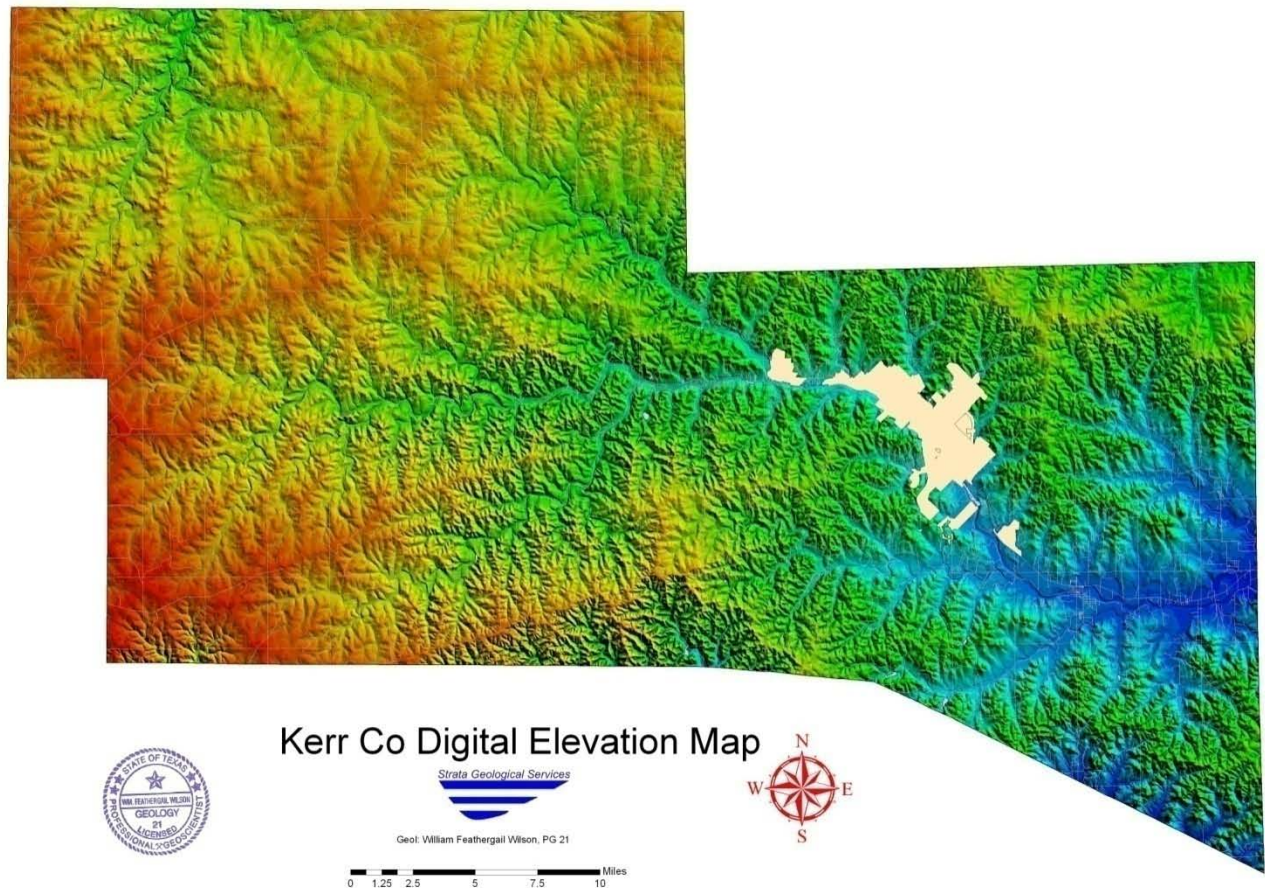 Kerr Co Digital Elevation Map
Strata Geological Services
Geol: William Feathergail Wilson, PG 21
STATE OF TEXAS
WM. FEATHERGAIL WILSON
GEOLOGY
21
LICENSED
PROFESSIONAL GEOSCIENTIST
N
W E
S
Miles
0 1.25 2.5 5 7.5 10